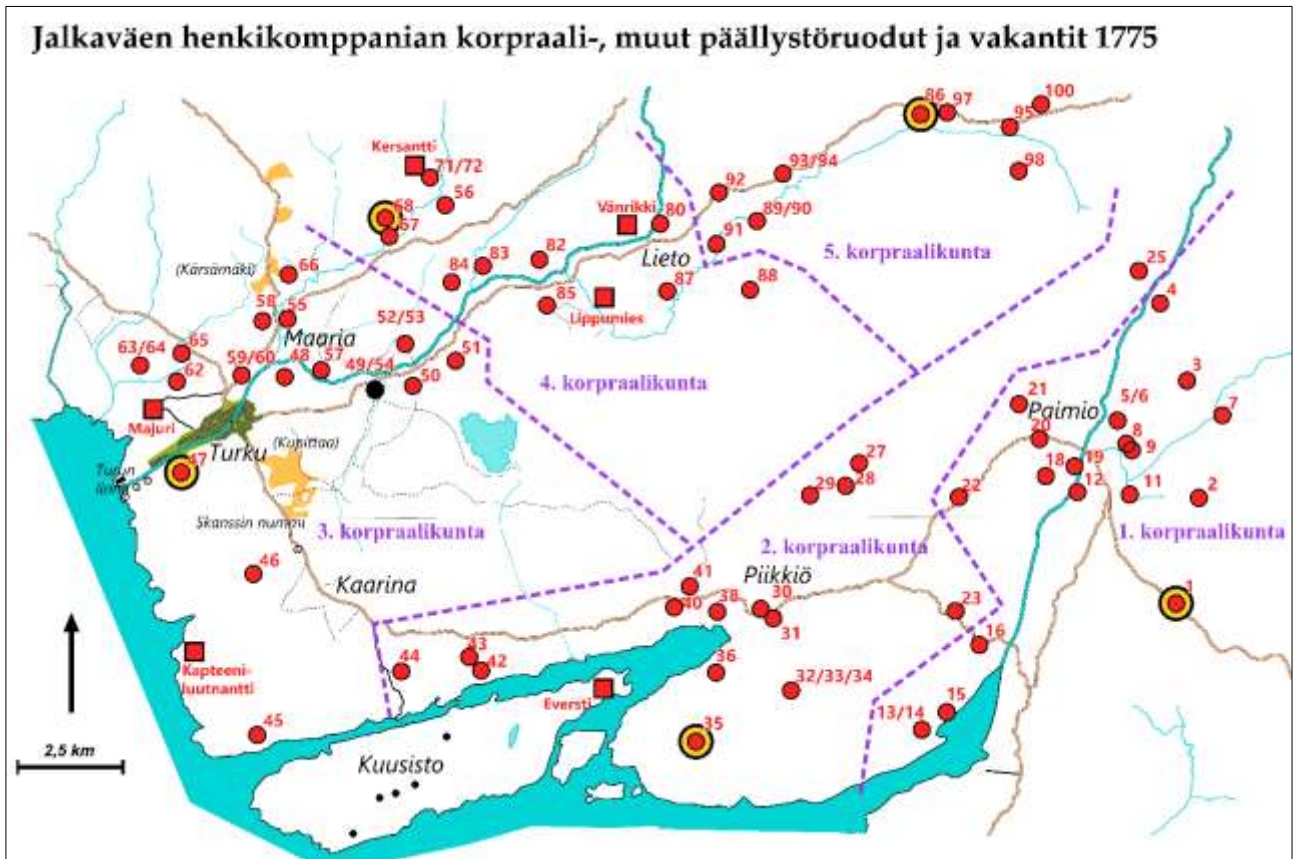 Jalkaväen henkikomppanian korpraali-, muut päällystöruodut ja vakantit 1775
86
97
100
95
98
Kersantti
71/72
56
93/94
92
68
67
Vänrikki
80
89/90
91
Lieto
5. korpraalikunta
82
83
84
(Kärsämäki)
66
25
4
85
Lippumies
87
88
58
55
Maaria
52/53
63/64
65
62
59/60
48
57
49/54
50
51
4. korpraalikunta
3
21
Paimio
5/6
7
20
8
9
Majuri
Turku
(Kupittaa)
47
Turun
linna
27
28
29
18
19
12
11
2
22
Skanssin nummi
3. korpraalikunta
2. korpraalikunta
1. korpraalikunta
46
Kaarina
41
40
38
Piikkiö
30
31
23
1
16
Kapteeni-
luutnantti
44
43
42
36
32/33/34
Eversti
35
13/14
15
45
2,5 km
Kuusisto